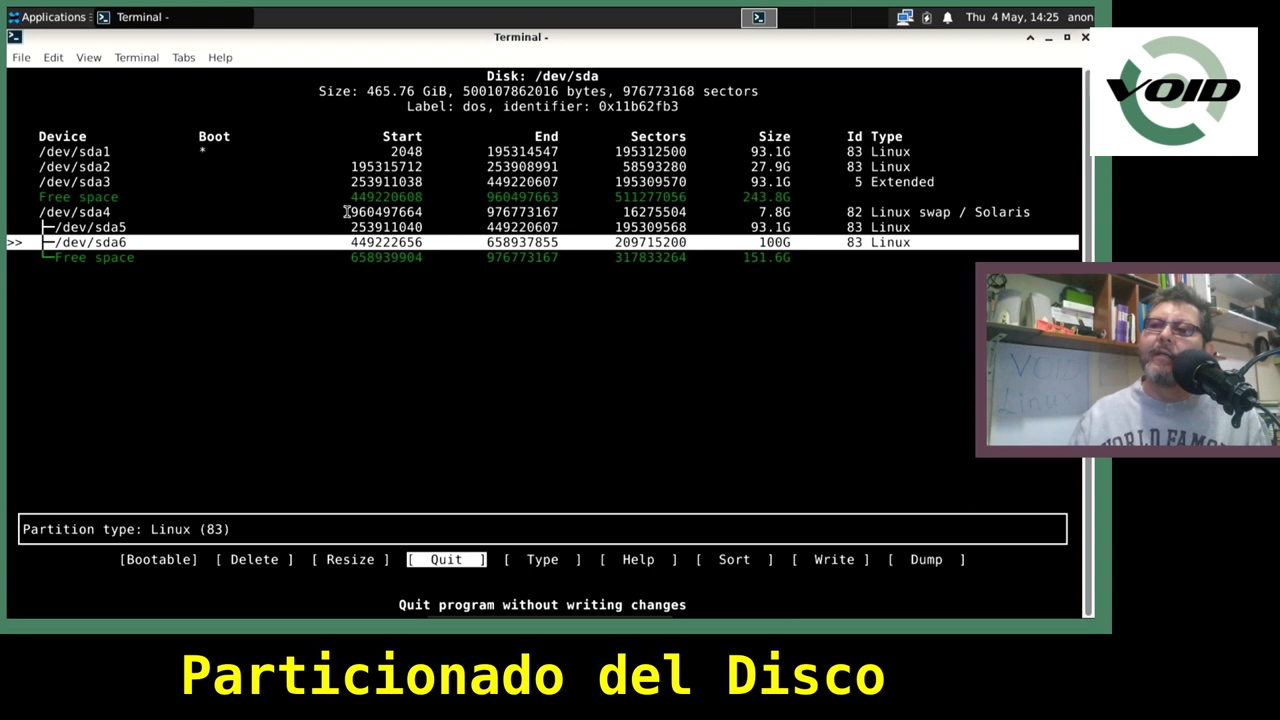 Applications Terminal - Thu 4 May, 14:25 anon
Terminal -
File Edit View Terminal Tabs Help
Disk: /dev/sda
Size: 465.76 GiB, 500107862016 bytes, 976773168 sectors
Label: dos, identifier: 0x11b62fb3
Device Boot Start End Sectors Size Id Type
/dev/sda1 * 2048 195314547 195312500 93.1G 83 Linux
/dev/sda2 195315712 253908991 58593280 27.9G 83 Linux
/dev/sda3 253911038 449220607 195309570 93.1G 5 Extended
Free space 449220608 960497663 511277056 243.8G
/dev/sda4 960497664 976773167 16275504 7.8G 82 Linux swap / Solaris
├─/dev/sda5 253911040 449220607 195309568 93.1G 83 Linux
>> ├─/dev/sda6 449222656 658937855 209715200 100G 83 Linux
└─Free space 658939904 976773167 317833264 151.6G
Partition type: Linux (83)
[Bootable] [ Delete ] [ Resize ] [ Quit ] [ Type ] [ Help ] [ Sort ] [ Write ] [ Dump ]
Quit program without writing changes
VOID
VOID
Linux
WORLD FAMO
Particionado del Disco